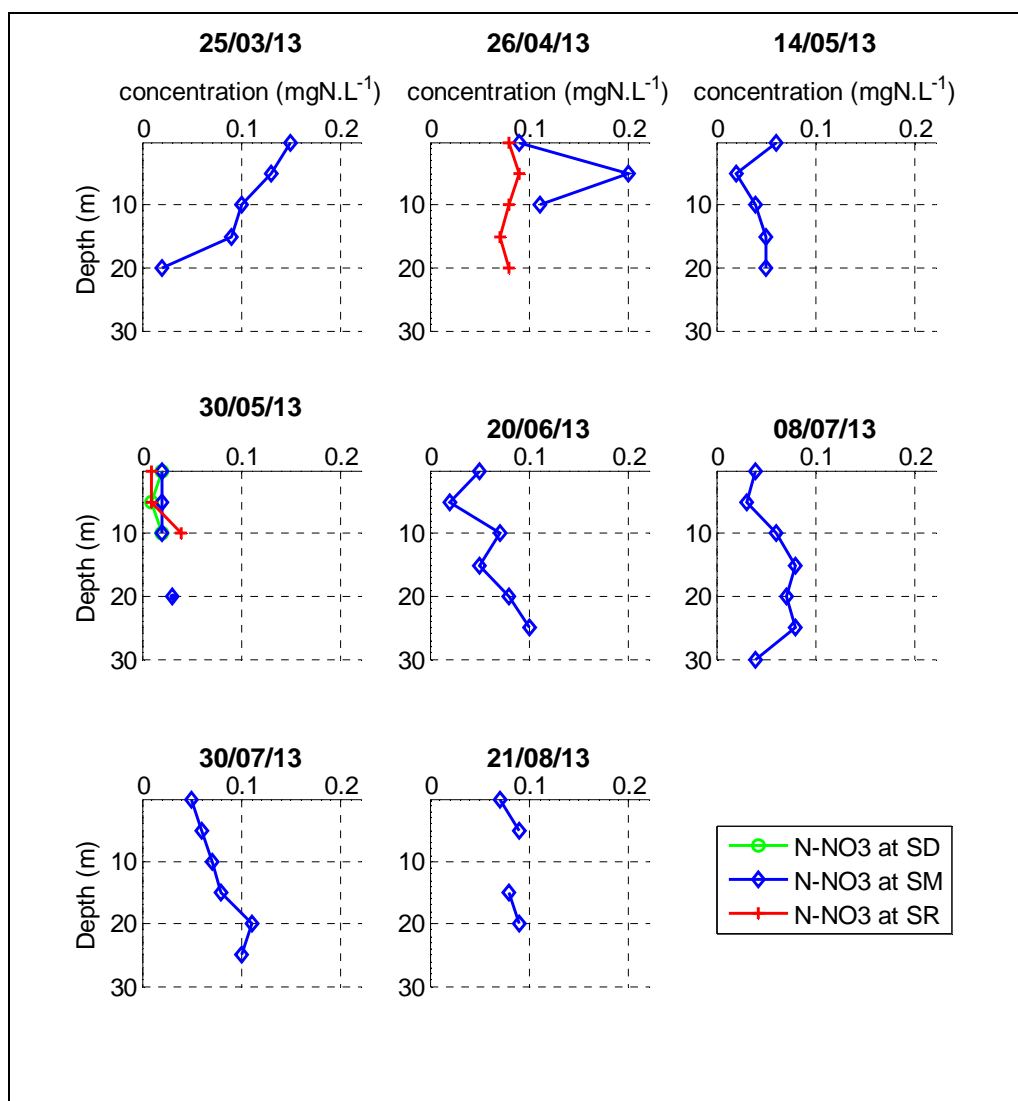 25/03/13 26/04/13 14/05/13
concentration (mgN.L-1) concentration (mgN.L-1) concentration (mgN.L-1)
0 0.1 0.2 0 0.1 0.2 0 0.1 0.2
10 10 10
20 20 20
30 30 30
Depth (m)
30/05/13 20/06/13 08/07/13
0 0.1 0.2 0 0.1 0.2 0 0.1 0.2
10 10 10
20 20 20
30 30 30
Depth (m)
30/07/13 21/08/13
0 0.1 0.2 0 0.1 0.2
10 10
20 20
30 30
Depth (m)
N-NO3 at SD
N-NO3 at SM
N-NO3 at SR